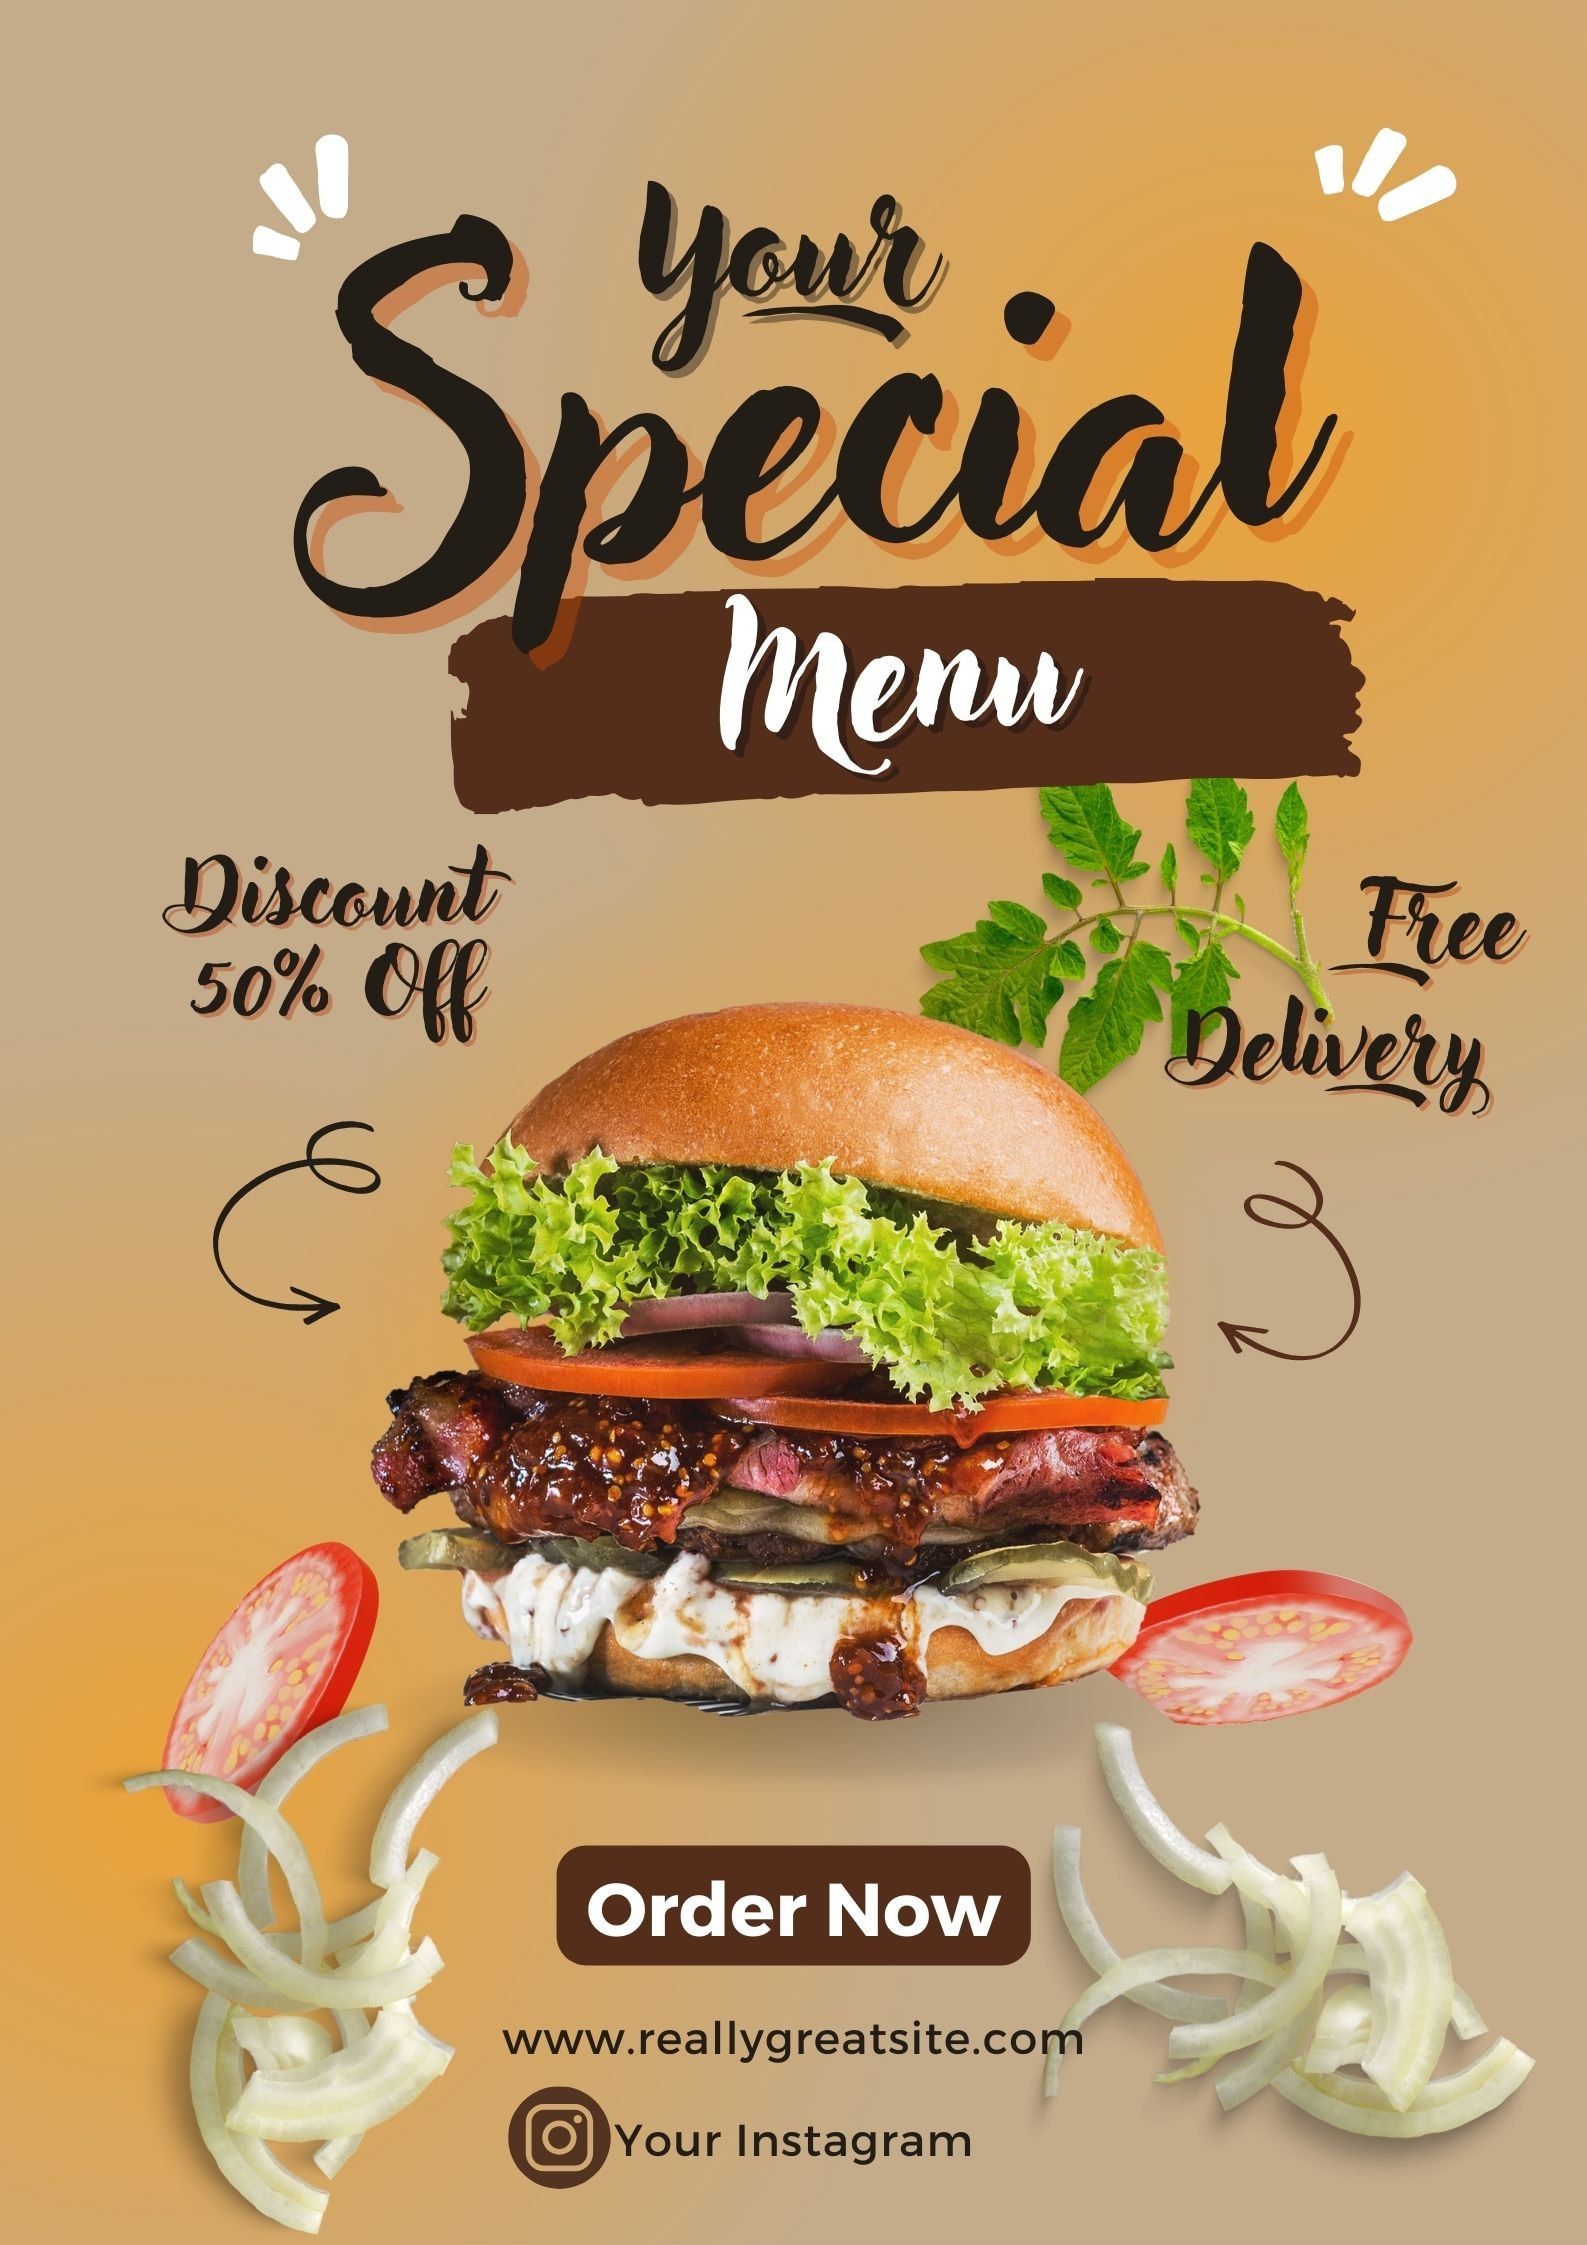 Your
Special
Menu
Discount
50% Off
Free
Delivery
Order Now
www.reallygreatsite.com
Your Instagram